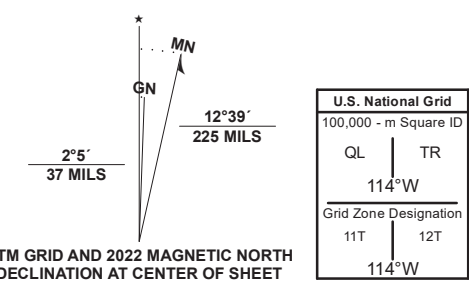 ★
MN
GN
12°39´
225 MILS
2°5´
37 MILS
TM GRID AND 2022 MAGNETIC NORTH
DECLINATION AT CENTER OF SHEET
U.S. National Grid
100,000 - m Square ID
QL TR
114°W
Grid Zone Designation
11T 12T
114°W